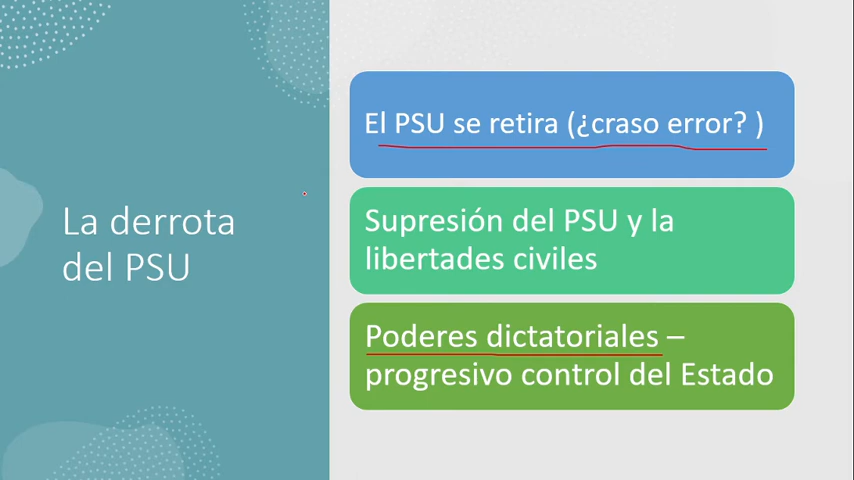 La derrota
del PSU
El PSU se retira (¿craso error? )
Supresión del PSU y la
libertades civiles
Poderes dictatoriales –
progresivo control del Estado